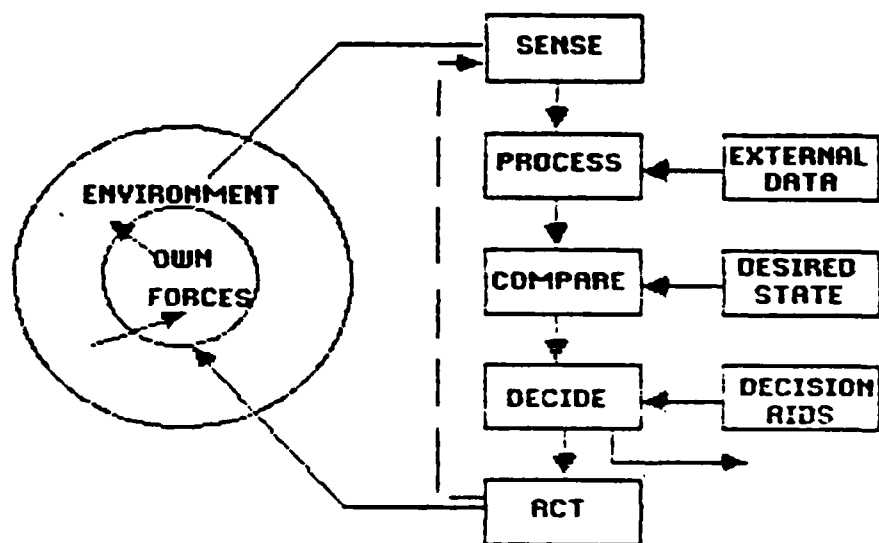 SENSE
PROCESS
EXTERNAL
DATA
ENVIRONMENT
OWN
FORCES
COMPARE
DESIRED
STATE
DECIDE
DECISION
AIDS
ACT